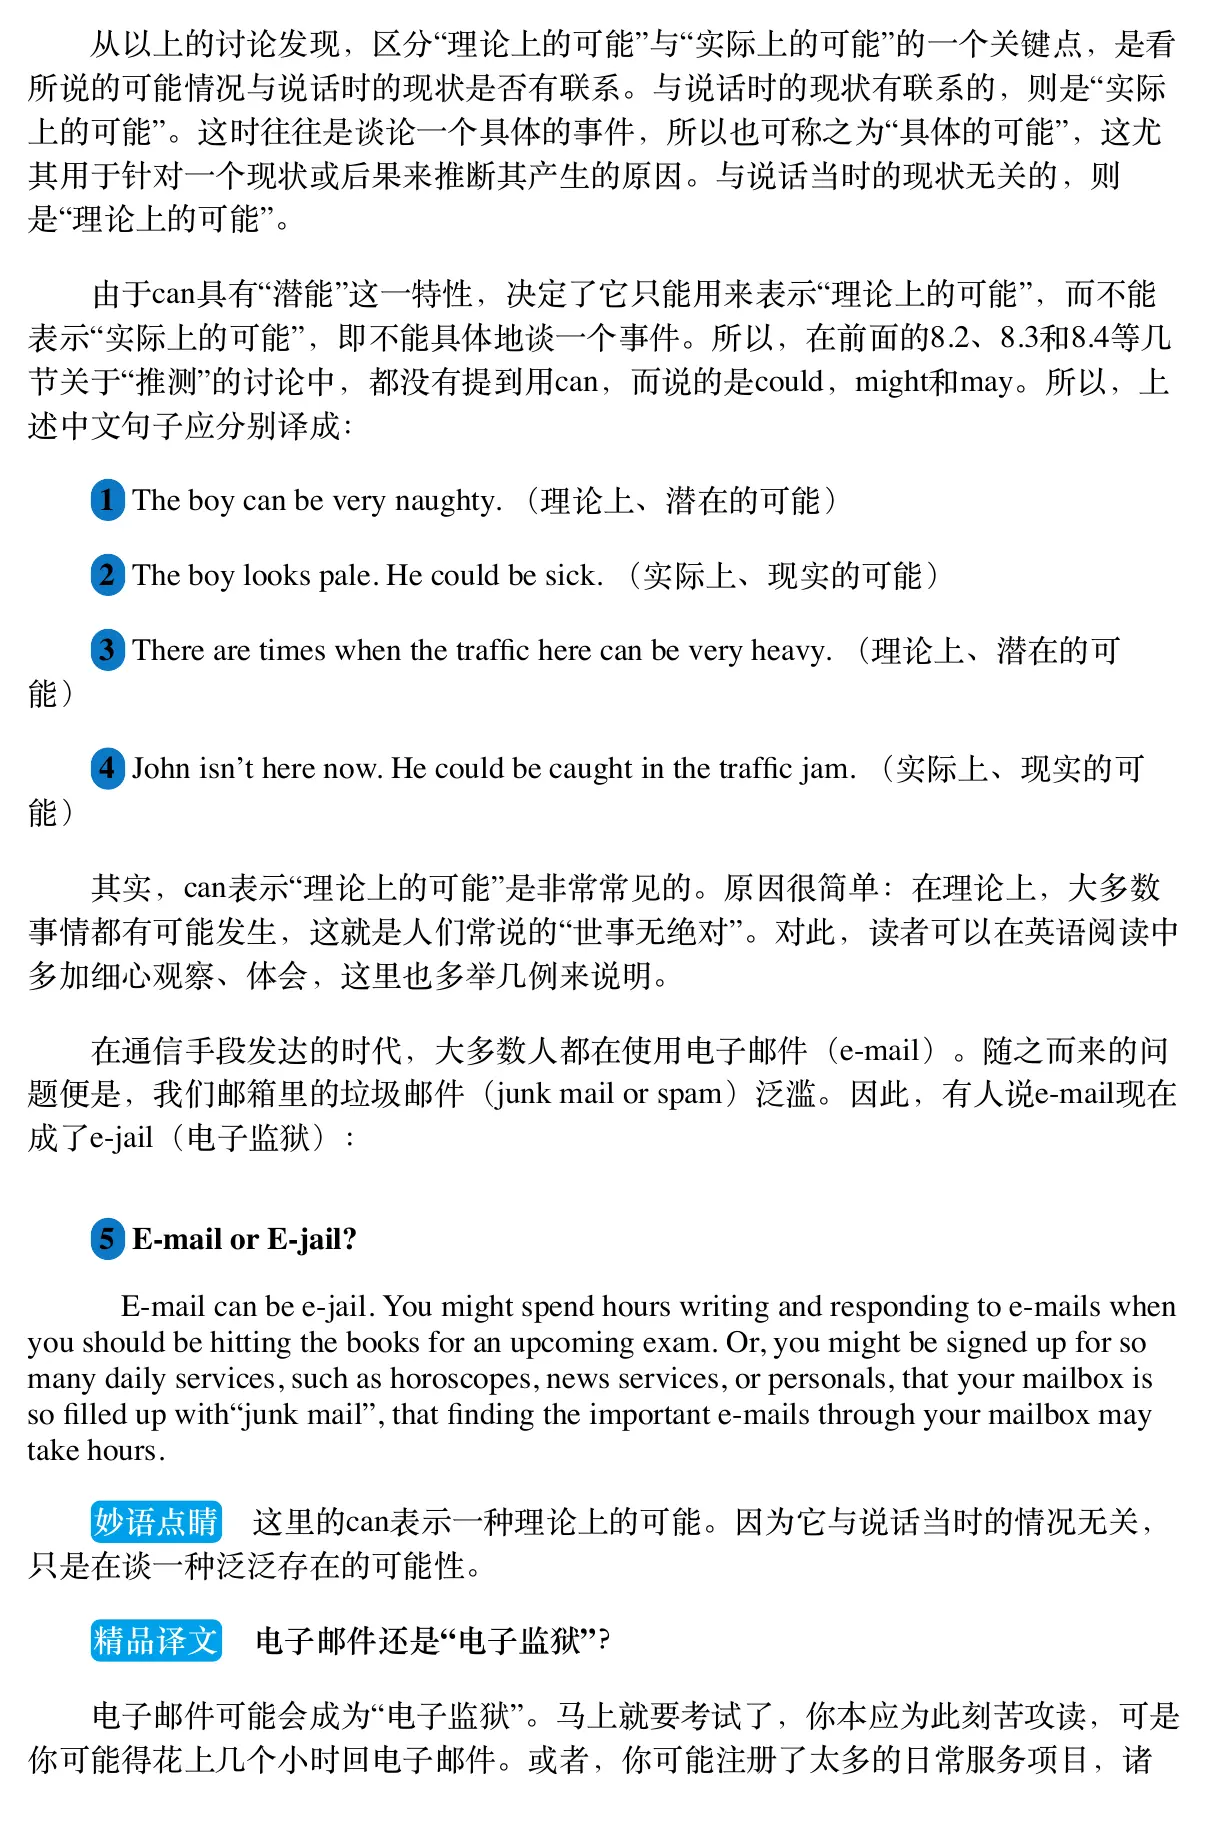 从以上的讨论发现，区分“理论上的可能”与“实际上的可能”的一个关键点，是看
所说的可能情况与说话时的现状是否有联系。与说话时的现状有联系的，则是“实际
上的可能”。这时往往是谈论一个具体的事件，所以也可称之为“具体的可能”，这尤
其用于针对一个现状或后果来推断其产生的原因。与说话当时的现状无关的，则
是“理论上的可能”。
由于can具有“潜能”这一特性，决定了它只能用来表示“理论上的可能”，而不能
表示“实际上的可能”，即不能具体地谈一个事件。所以，在前面的8.2、8.3和8.4等几
节关于“推测”的讨论中，都没有提到用can，而说的是could，might和may。所以，上
述中文句子应分别译成：
1 The boy can be very naughty.（理论上、潜在的可能）
2 The boy looks pale. He could be sick.（实际上、现实的可能）
3 There are times when the traffic here can be very heavy.（理论上、潜在的可
能）
4 John isn’t here now. He could be caught in the traffic jam.（实际上、现实的可
能）
其实，can表示“理论上的可能”是非常常见的。原因很简单：在理论上，大多数
事情都有可能发生，这就是人们常说的“世事无绝对”。对此，读者可以在英语阅读中
多加细心观察、体会，这里也多举几例来说明。
在通信手段发达的时代，大多数人都在使用电子邮件（e-mail）。随之而来的问
题便是，我们邮箱里的垃圾邮件（junk mail or spam）泛滥。因此，有人说e-mail现在
成了e-jail（电子监狱）：
5 E-mail or E-jail?
E-mail can be e-jail. You might spend hours writing and responding to e-mails when
you should be hitting the books for an upcoming exam. Or, you might be signed up for so
many daily services, such as horoscopes, news services, or personals, that your mailbox is
so filled up with“junk mail”, that finding the important e-mails through your mailbox may
take hours.
妙语点睛 这里的can表示一种理论上的可能。因为它与说话当时的情况无关，
只是在谈一种泛泛存在的可能性。
精品译文 电子邮件还是“电子监狱”？
电子邮件可能会成为“电子监狱”。马上就要考试了，你本应为此刻苦攻读，可是
你可能得花上几个小时回电子邮件。或者，你可能注册了太多的日常服务项目，诸